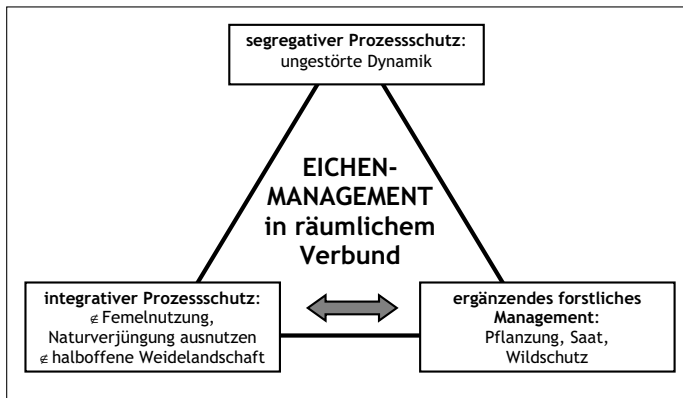 segregativer Prozessschutz:
ungestörte Dynamik
EICHEN-
MANAGEMENT
in räumlichem
Verbund
integrativer Prozessschutz:
∉ Femelnutzung,
Naturverjüngung ausnutzen
∉ halboffene Weidelandschaft
ergänzendes forstliches
Management:
Pflanzung, Saat,
Wildschutz